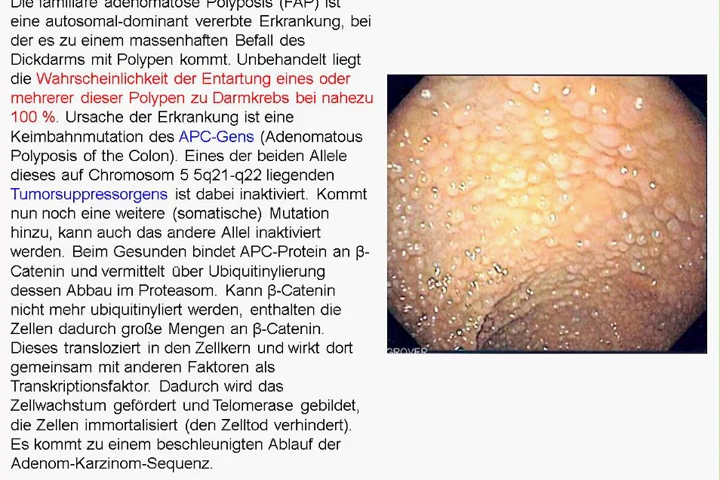 Die familiäre adenomatöse Polyposis (FAP) ist
eine autosomal-dominant vererbte Erkrankung, bei
der es zu einem massenhaften Befall des
Dickdarms mit Polypen kommt. Unbehandelt liegt
die Wahrscheinlichkeit der Entartung eines oder
mehrerer dieser Polypen zu Darmkrebs bei nahezu
100 %. Ursache der Erkrankung ist eine
Keimbahnmutation des APC-Gens (Adenomatous
Polyposis of the Colon). Eines der beiden Allele
dieses auf Chromosom 5 5q21-q22 liegenden
Tumorsuppressorgens ist dabei inaktiviert. Kommt
nun noch eine weitere (somatische) Mutation
hinzu, kann auch das andere Allel inaktiviert
werden. Beim Gesunden bindet APC-Protein an β-
Catenin und vermittelt über Ubiquitinylierung
dessen Abbau im Proteasom. Kann β-Catenin
nicht mehr ubiquitinyliert werden, enthalten die
Zellen dadurch große Mengen an β-Catenin.
Dieses transloziert in den Zellkern und wirkt dort
gemeinsam mit anderen Faktoren als
Transkriptionsfaktor. Dadurch wird das
Zellwachstum gefördert und Telomerase gebildet,
die Zellen immortalisiert (den Zelltod verhindert).
Es kommt zu einem beschleunigten Ablauf der
Adenom-Karzinom-Sequenz.
GROVER